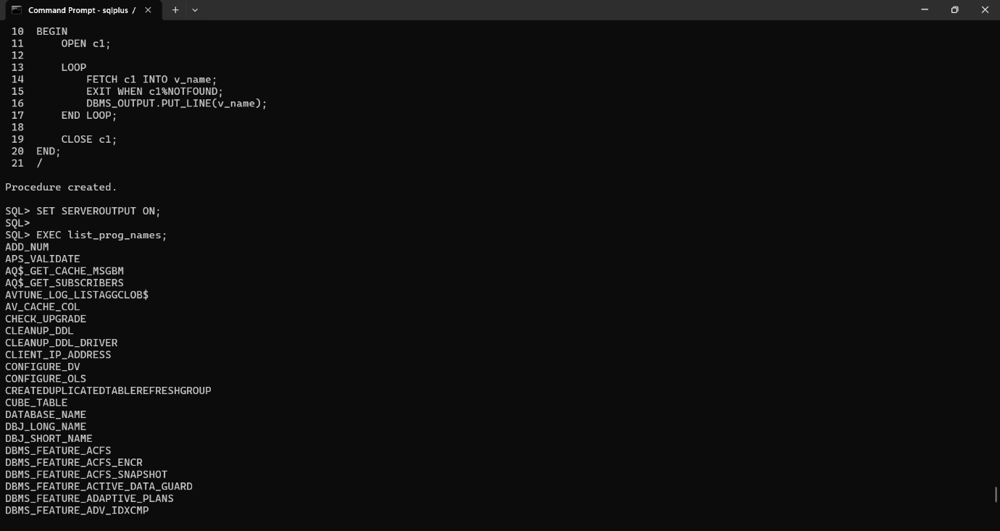 Command Prompt - sqlplus /
10 BEGIN
11     OPEN c1;
12
13     LOOP
14         FETCH c1 INTO v_name;
15         EXIT WHEN c1%NOTFOUND;
16         DBMS_OUTPUT.PUT_LINE(v_name);
17     END LOOP;
18
19     CLOSE c1;
20 END;
21 /
Procedure created.
SQL> SET SERVEROUTPUT ON;
SQL>
SQL> EXEC list_prog_names;
ADD_NUM
APS_VALIDATE
AQ$_GET_CACHE_MSGBM
AQ$_GET_SUBSCRIBERS
AVTUNE_LOG_LISTAGGCLOB$
AV_CACHE_COL
CHECK_UPGRADE
CLEANUP_DDL
CLEANUP_DDL_DRIVER
CLIENT_IP_ADDRESS
CONFIGURE_DV
CONFIGURE_OLS
CREATEDUPLICATEDTABLEREFRESHGROUP
CUBE_TABLE
DATABASE_NAME
DBJ_LONG_NAME
DBJ_SHORT_NAME
DBMS_FEATURE_ACFS
DBMS_FEATURE_ACFS_ENCR
DBMS_FEATURE_ACFS_SNAPSHOT
DBMS_FEATURE_ACTIVE_DATA_GUARD
DBMS_FEATURE_ADAPTIVE_PLANS
DBMS_FEATURE_ADV_IDXCMP